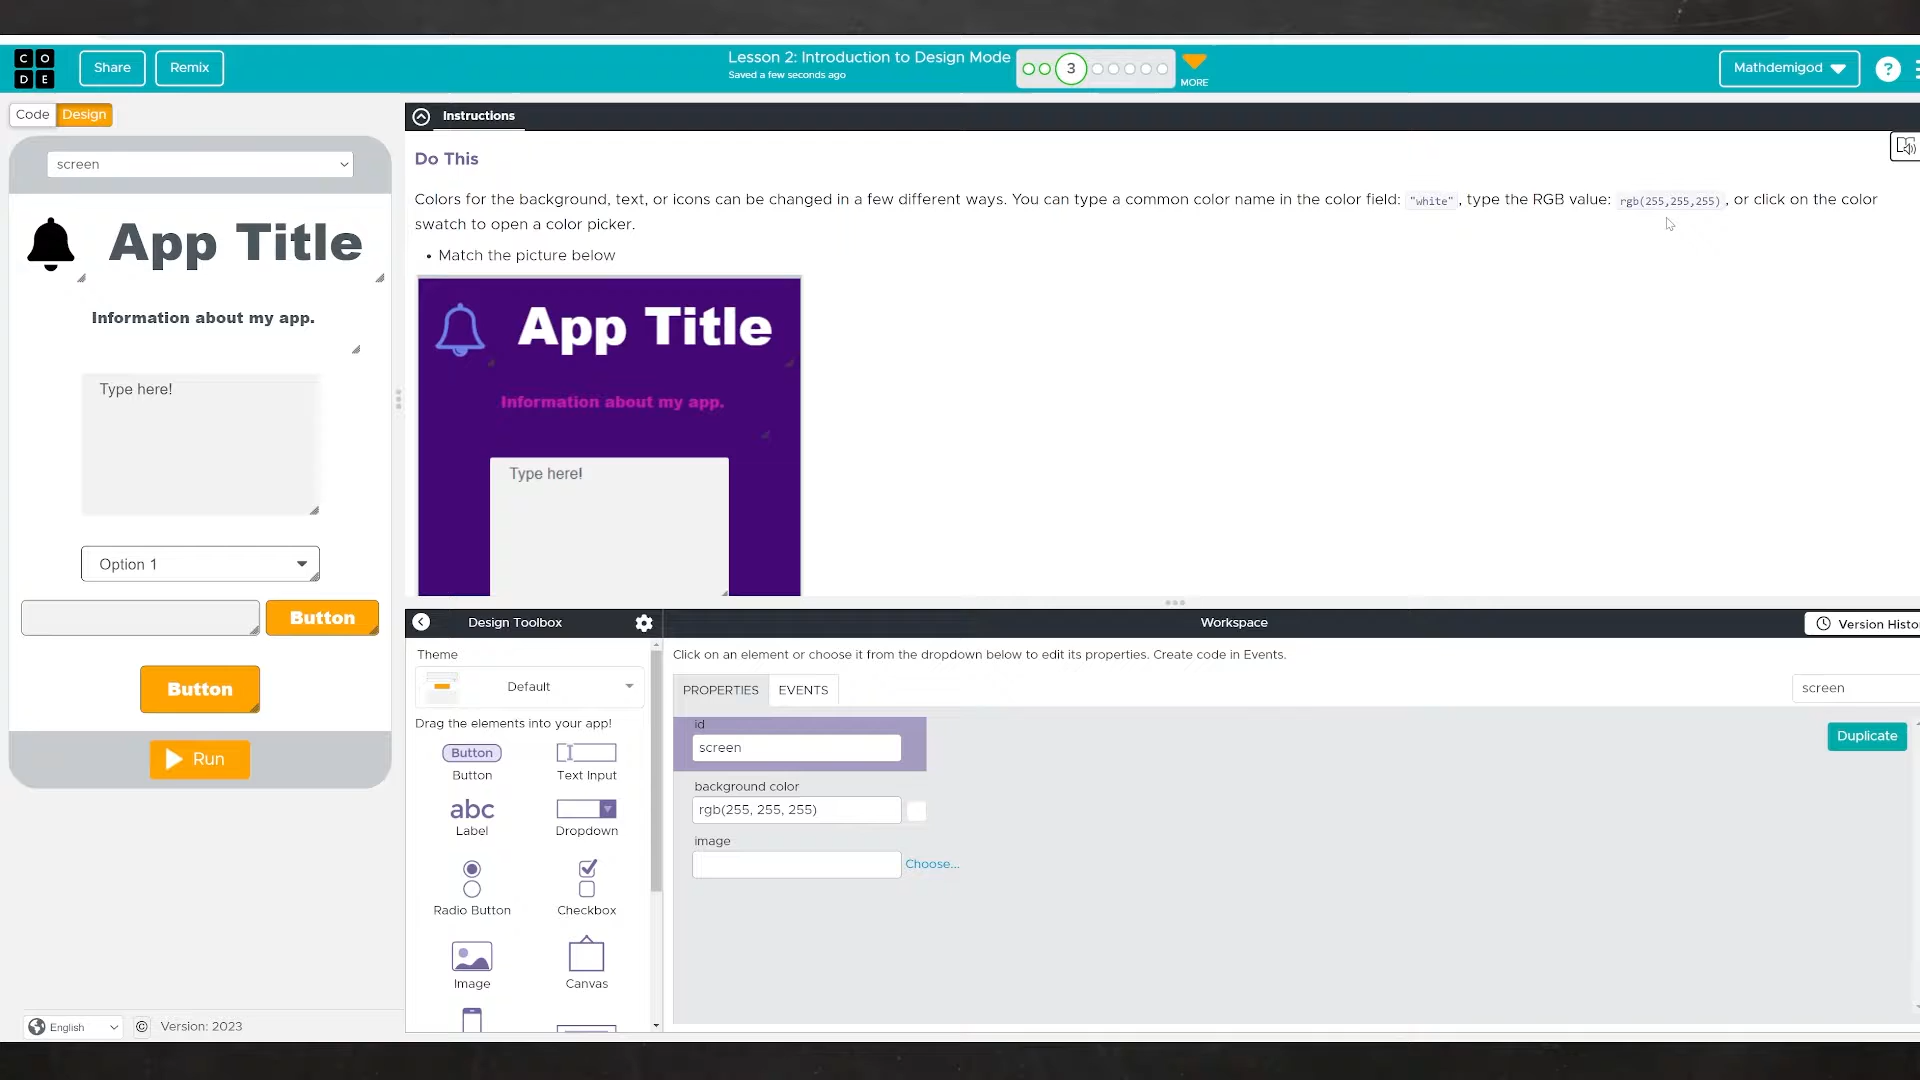 CODE
Share
Remix
Lesson 2: Introduction to Design Mode
Saved a few seconds ago
3
MORE
Mathdemigod
?
Code
Design
screen
App Title
Information about my app.
Type here!
Option 1
Button
Button
Run
English
© Version: 2023
Instructions
Do This
Colors for the background, text, or icons can be changed in a few different ways. You can type a common color name in the color field: "white", type the RGB value: rgb(255,255,255), or click on the color
swatch to open a color picker.
• Match the picture below
App Title
Information about my app.
Type here!
Design Toolbox
Theme
Default
Drag the elements into your app!
Button
Button
Text Input
abc
Label
Dropdown
Radio Button
Checkbox
Image
Canvas
Workspace
Version Histo
Click on an element or choose it from the dropdown below to edit its properties. Create code in Events.
PROPERTIES
EVENTS
screen
id
screen
Duplicate
background color
rgb(255, 255, 255)
image
Choose...